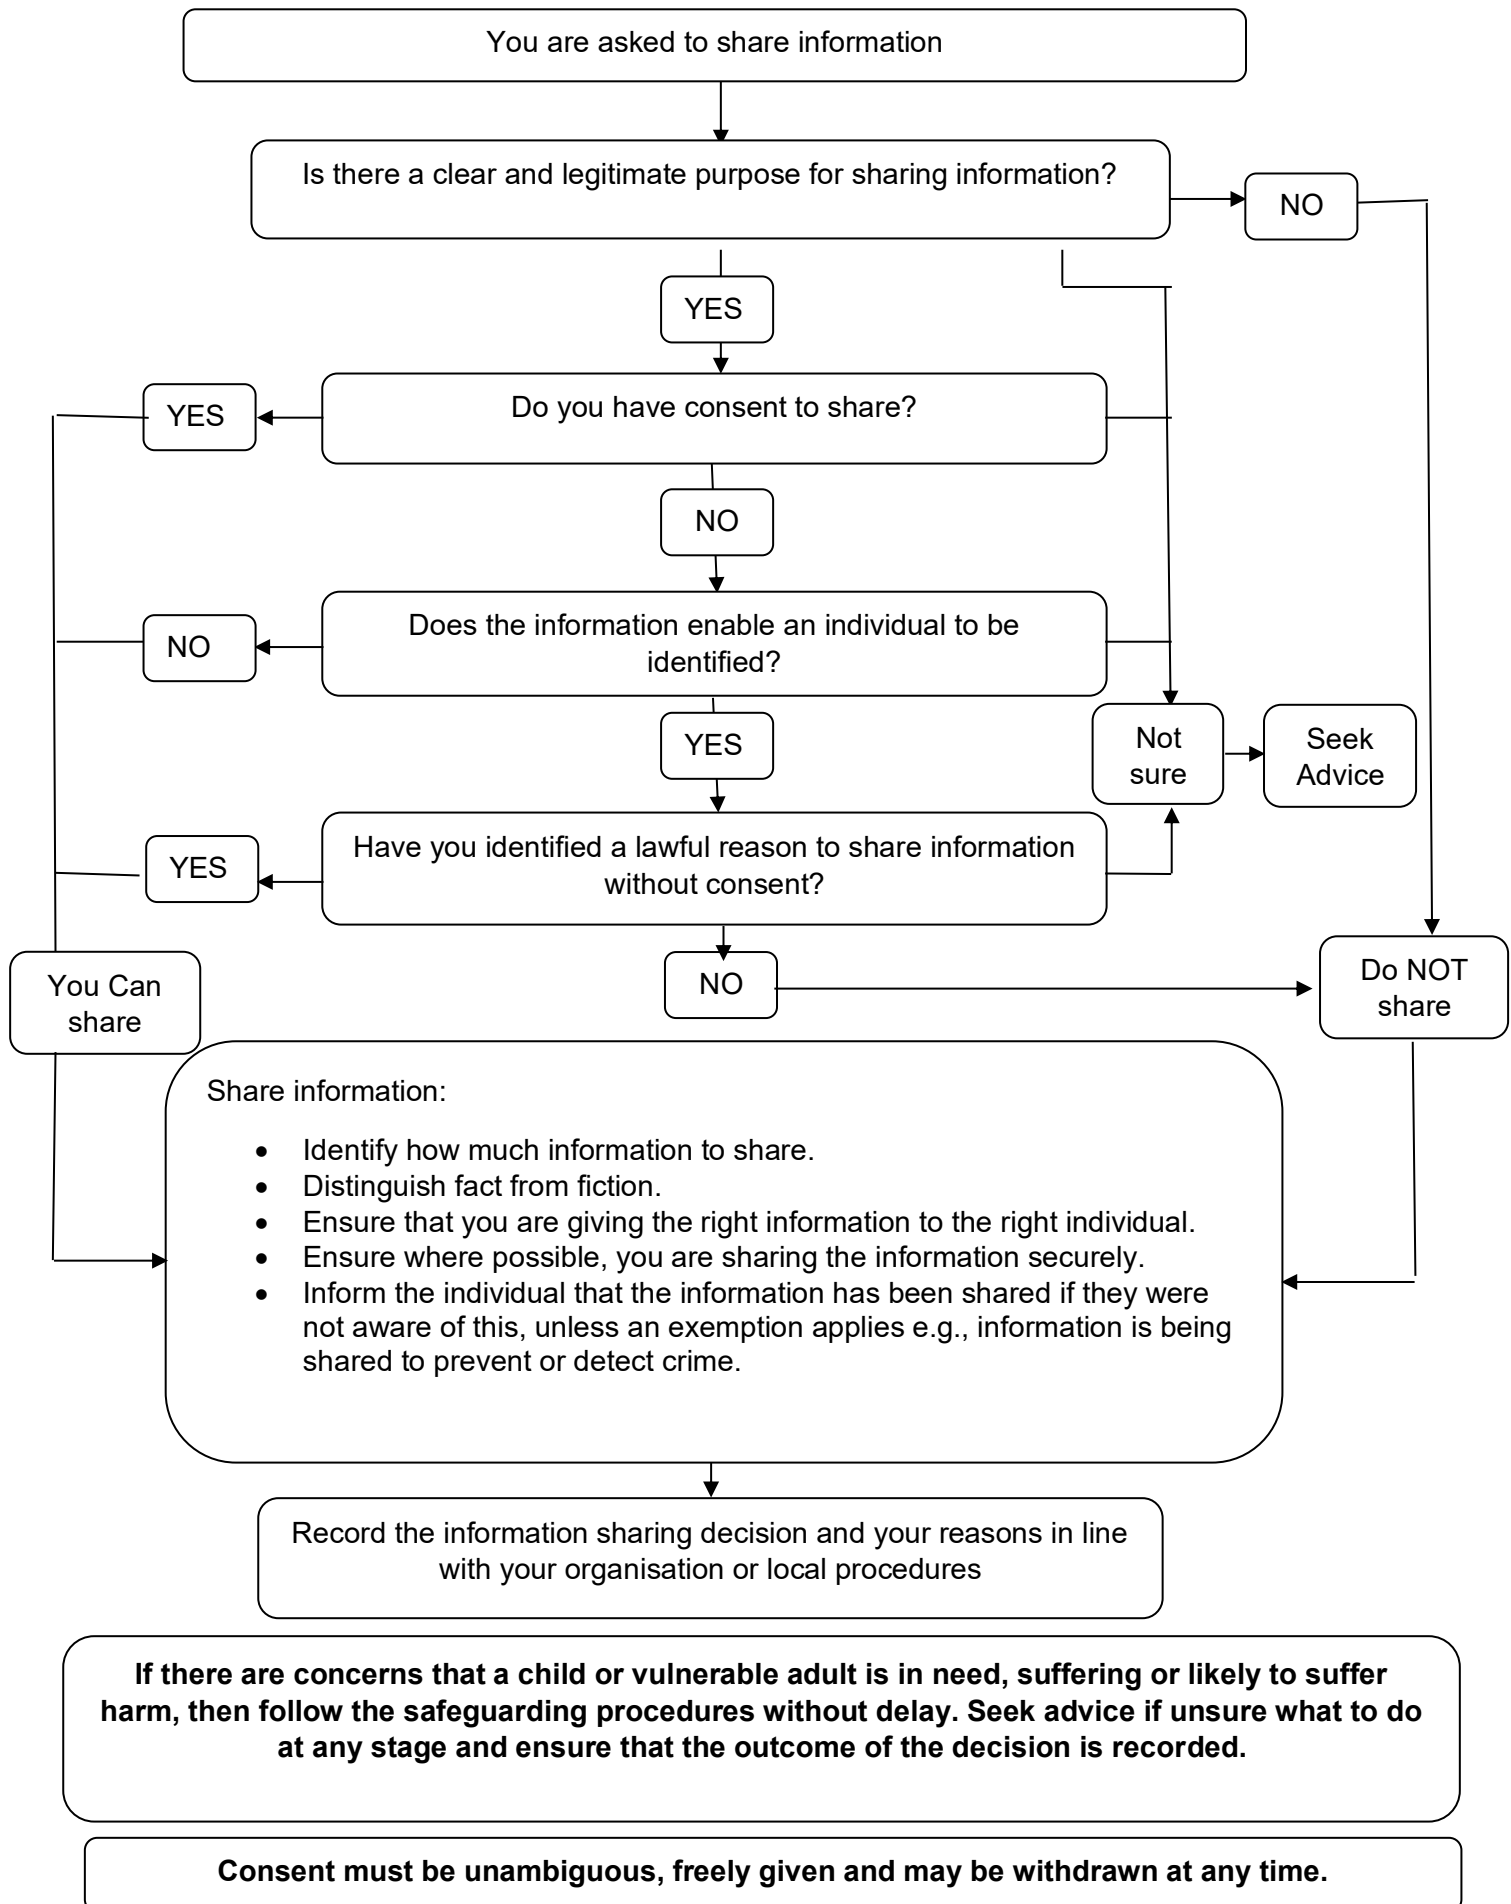 You are asked to share information
Is there a clear and legitimate purpose for sharing information?
NO
YES
YES
Do you have consent to share?
NO
NO
Does the information enable an individual to be
identified?
YES
Not
sure
Seek
Advice
YES
Have you identified a lawful reason to share information
without consent?
You Can
share
NO
Do NOT
share
Share information:
• Identify how much information to share.
• Distinguish fact from fiction.
• Ensure that you are giving the right information to the right individual.
• Ensure where possible, you are sharing the information securely.
• Inform the individual that the information has been shared if they were
not aware of this, unless an exemption applies e.g., information is being
shared to prevent or detect crime.
Record the information sharing decision and your reasons in line
with your organisation or local procedures
If there are concerns that a child or vulnerable adult is in need, suffering or likely to suffer
harm, then follow the safeguarding procedures without delay. Seek advice if unsure what to do
at any stage and ensure that the outcome of the decision is recorded.
Consent must be unambiguous, freely given and may be withdrawn at any time.